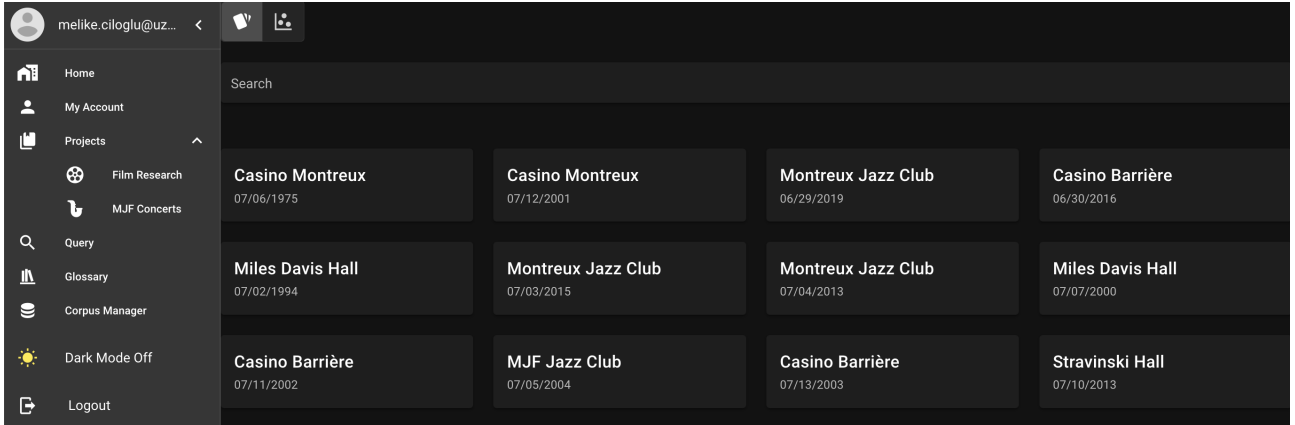 melike.ciloglu@uz...
Home
My Account
Projects
Film Research
MJF Concerts
Query
Glossary
Corpus Manager
Dark Mode Off
Logout
Search
Casino Montreux
07/06/1975
Casino Montreux
07/12/2001
Montreux Jazz Club
06/29/2019
Casino Barrière
06/30/2016
Miles Davis Hall
07/02/1994
Montreux Jazz Club
07/03/2015
Montreux Jazz Club
07/04/2013
Miles Davis Hall
07/07/2000
Casino Barrière
07/11/2002
MJF Jazz Club
07/05/2004
Casino Barrière
07/13/2003
Stravinski Hall
07/10/2013